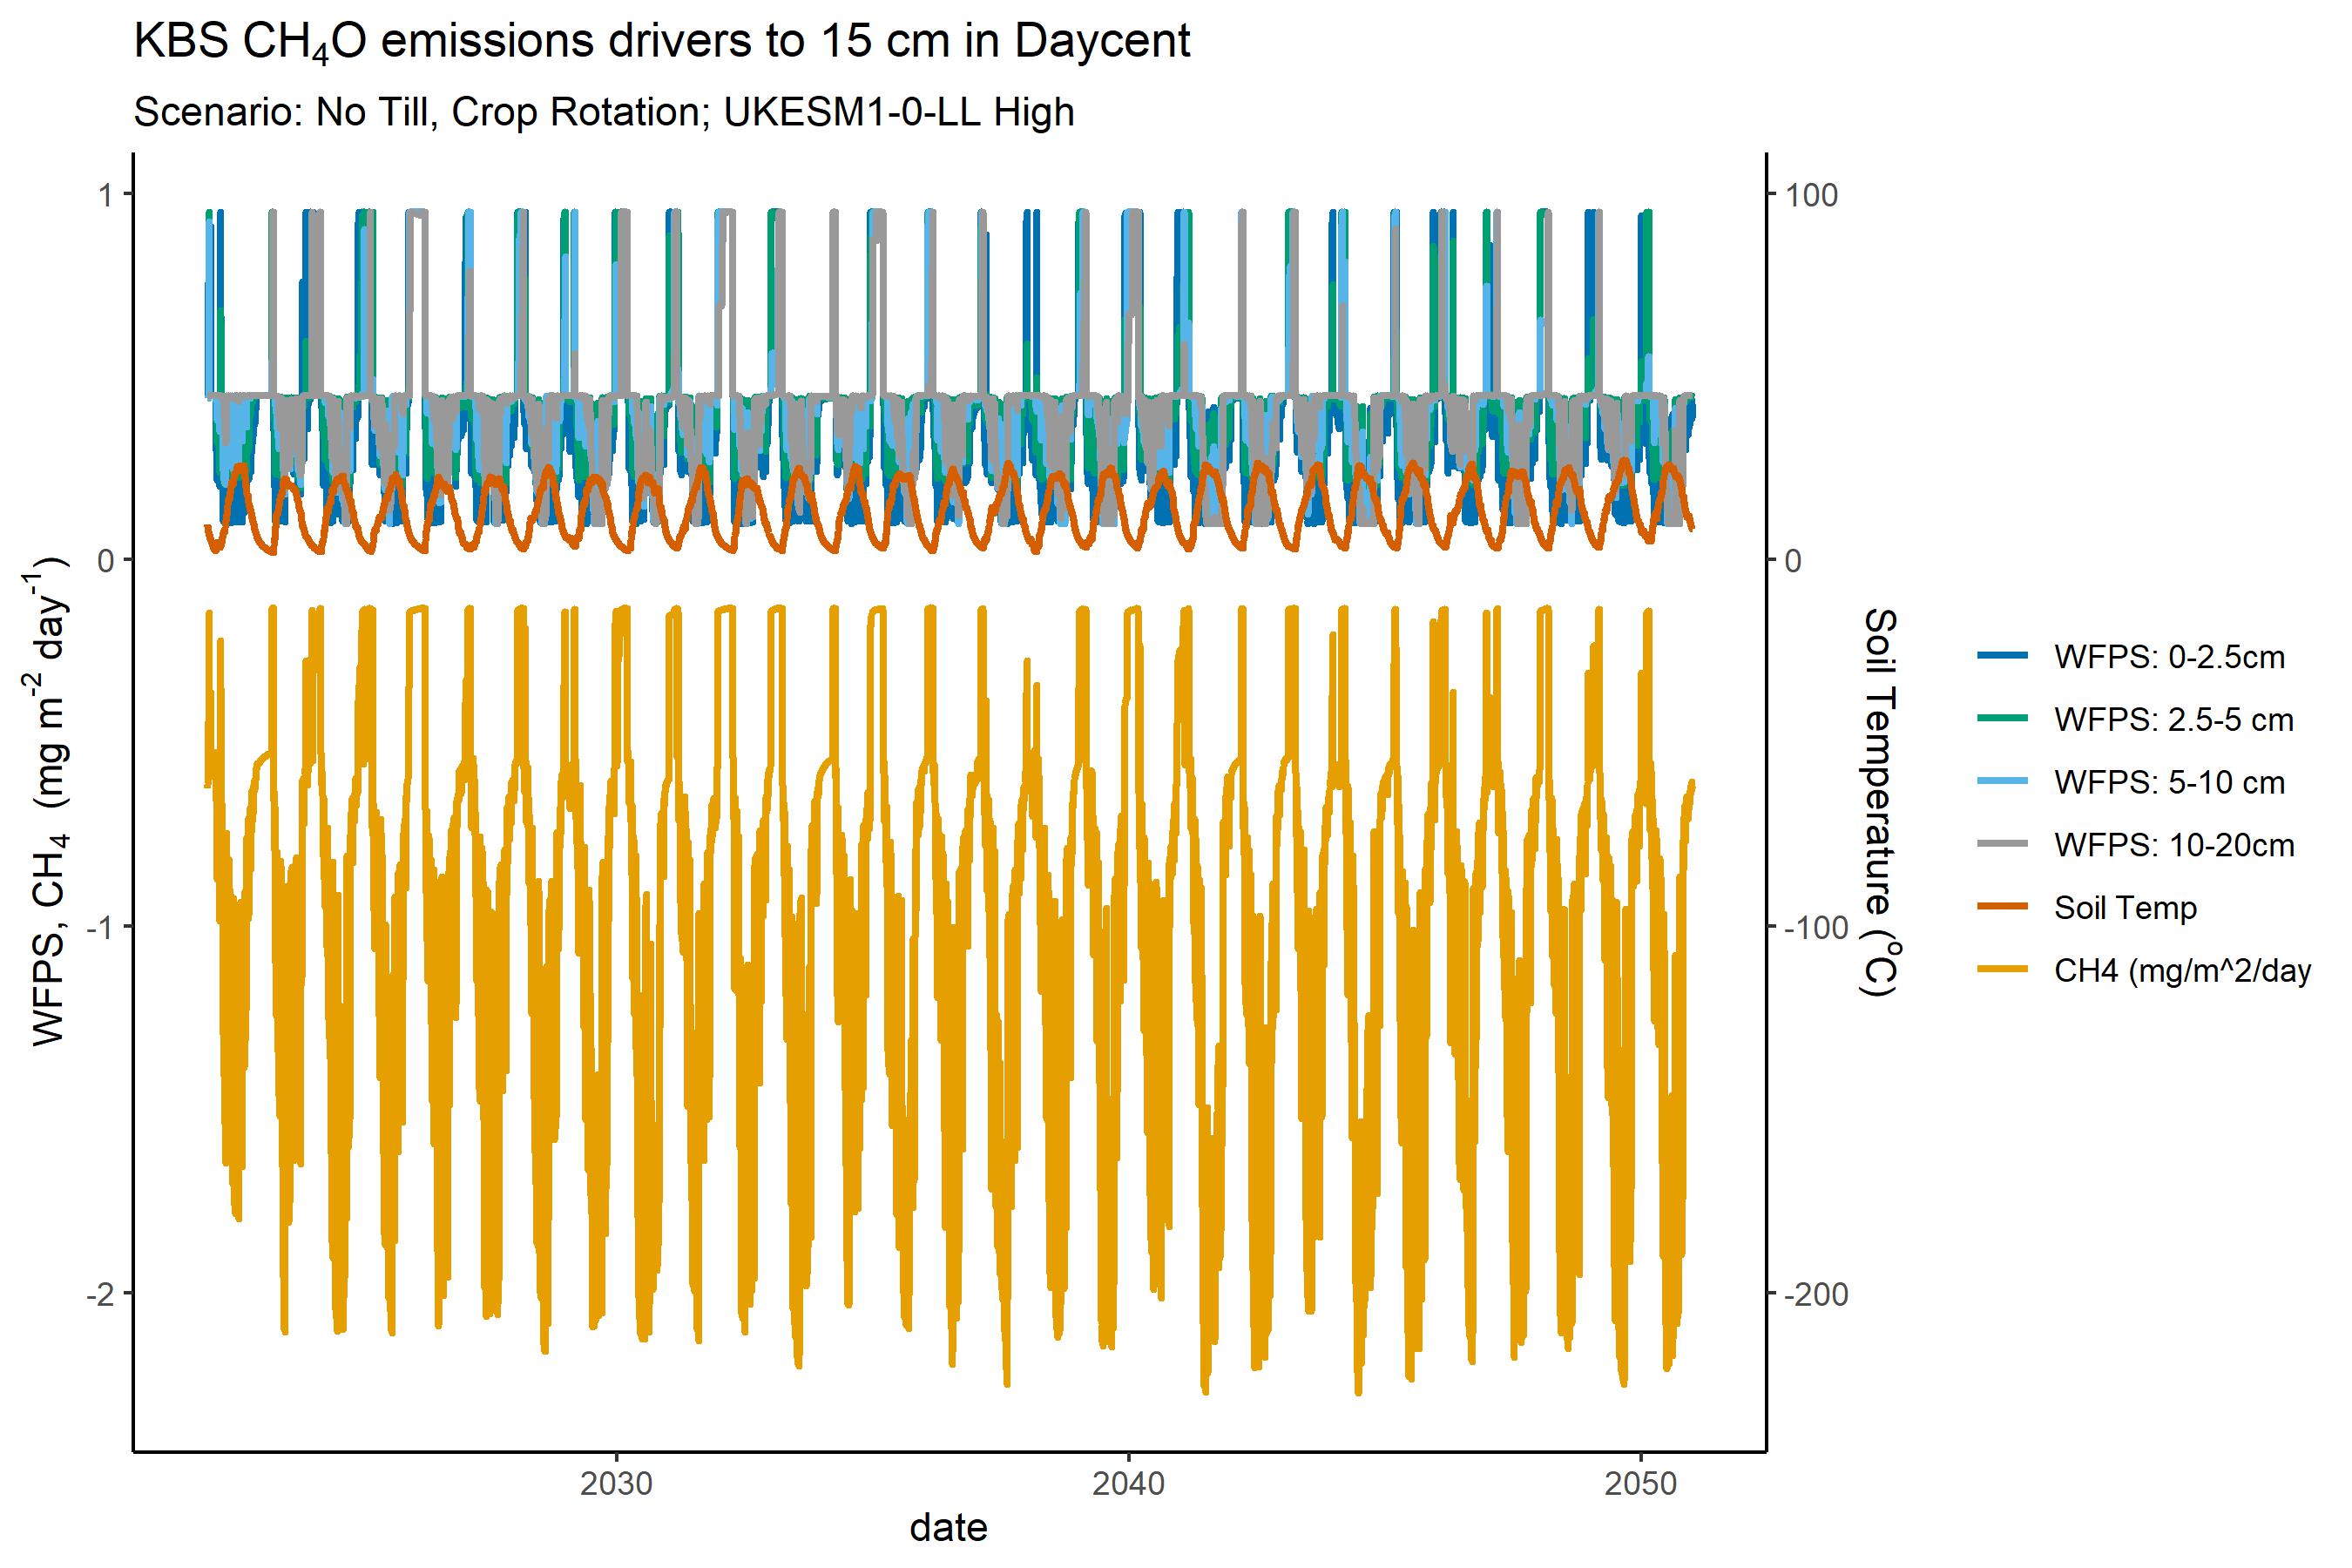 KBS CH₄O emissions drivers to 15 cm in Daycent
Scenario: No Till, Crop Rotation; UKESM1-0-LL High
1
0
-1
-2
WFPS, CH₄ (mg m⁻² day⁻¹)
100
0
-100
-200
Soil Temperature (ºC)
2030
2040
2050
date
WFPS: 0-2.5cm
WFPS: 2.5-5 cm
WFPS: 5-10 cm
WFPS: 10-20cm
Soil Temp
CH4 (mg/m^2/day